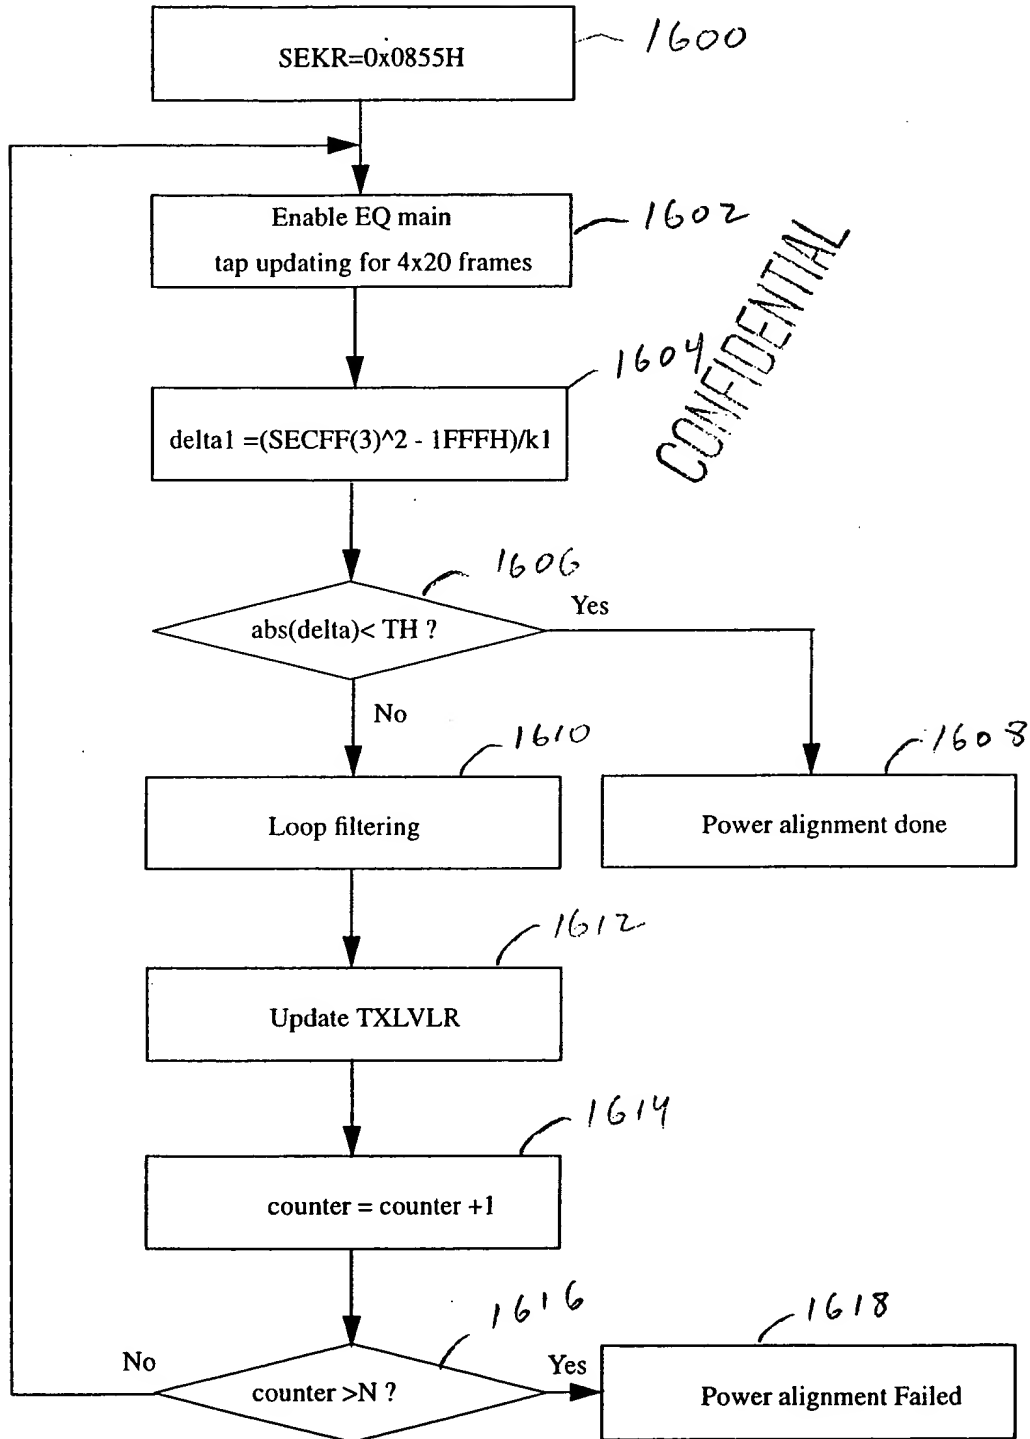 SEKR=0x0855H
1600
Enable EQ main
tap updating for 4x20 frames
1602
CONFIDENTIAL
1604
delta1 =(SECFF(3)^2 - 1FFFH)/k1
1606
abs(delta)< TH ?
Yes
No
1610
1608
Loop filtering
Power alignment done
1612
Update TXLVLR
1614
counter = counter +1
1616
1618
No
counter >N ?
Yes
Power alignment Failed